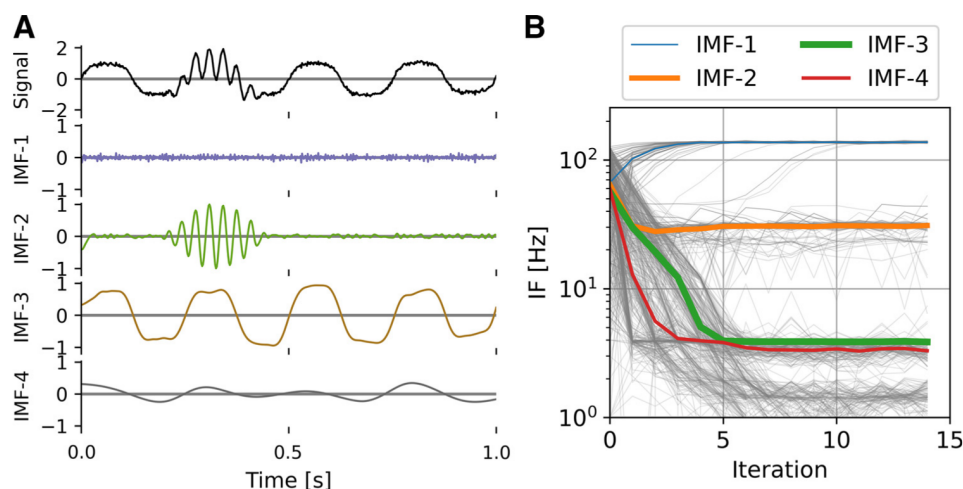 A
Signal
2
0
−2
IMF-1
1
0
−1
IMF-2
1
0
−1
IMF-3
1
0
−1
IMF-4
1
0
−1
0.0 0.5 1.0
Time [s]
B
IMF-1 IMF-3
IMF-2 IMF-4
IF [Hz]
10²
10¹
10⁰
0 5 10 15
Iteration